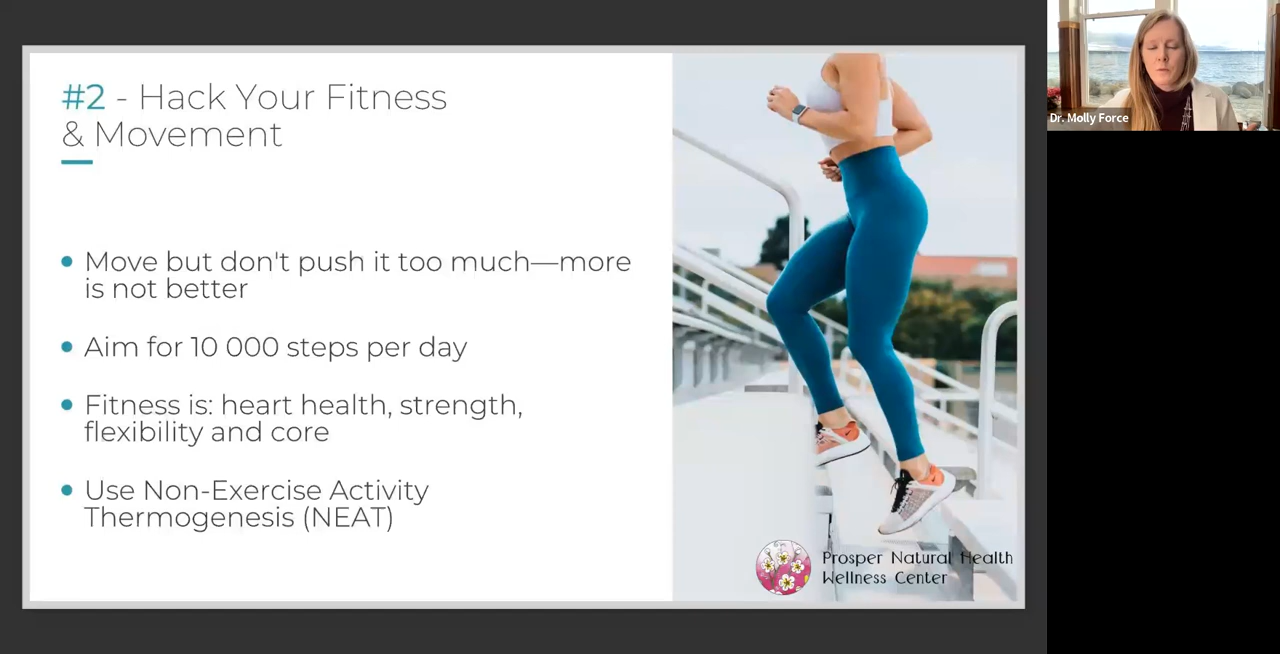 #2 - Hack Your Fitness
& Movement
Move but don't push it too much—more
is not better
Aim for 10 000 steps per day
Fitness is: heart health, strength,
flexibility and core
Use Non-Exercise Activity
Thermogenesis (NEAT)
Prosper Natural Health
Wellness Center
Dr. Molly Force